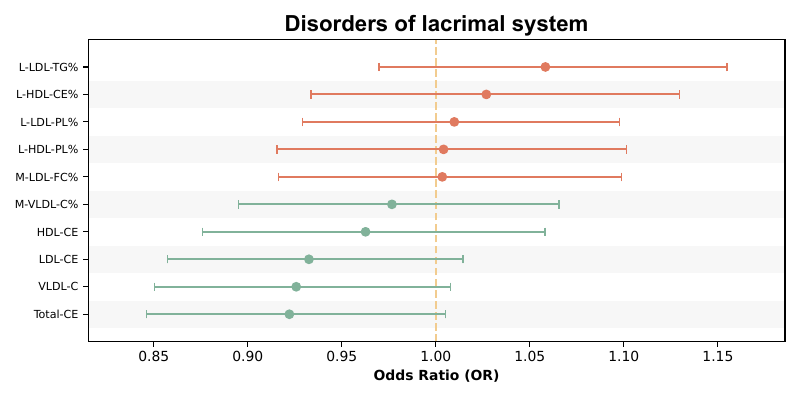 Disorders of lacrimal system
L-LDL-TG%
L-HDL-CE%
L-LDL-PL%
L-HDL-PL%
M-LDL-FC%
M-VLDL-C%
HDL-CE
LDL-CE
VLDL-C
Total-CE
0.85 0.90 0.95 1.00 1.05 1.10 1.15
Odds Ratio (OR)